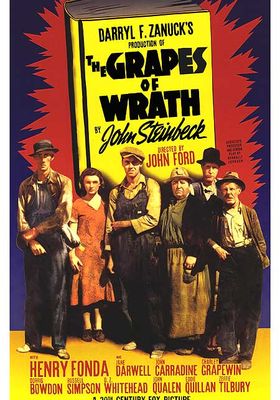 DARRYL F. ZANUCK'S
PRODUCTION OF
THE GRAPES
OF
WRATH
BY John Steinbeck
DIRECTED BY
JOHN FORD
WITH HENRY FONDA
AND JANE DARWELL
JOHN CARRADINE
CHARLEY GRAPEWIN
DORRIS BOWDON
RUSSELL SIMPSON
O. Z. WHITEHEAD
JOHN QUALEN
EDDIE QUILLAN
ZEFFIE TILBURY
A 20th CENTURY FOX PICTURE